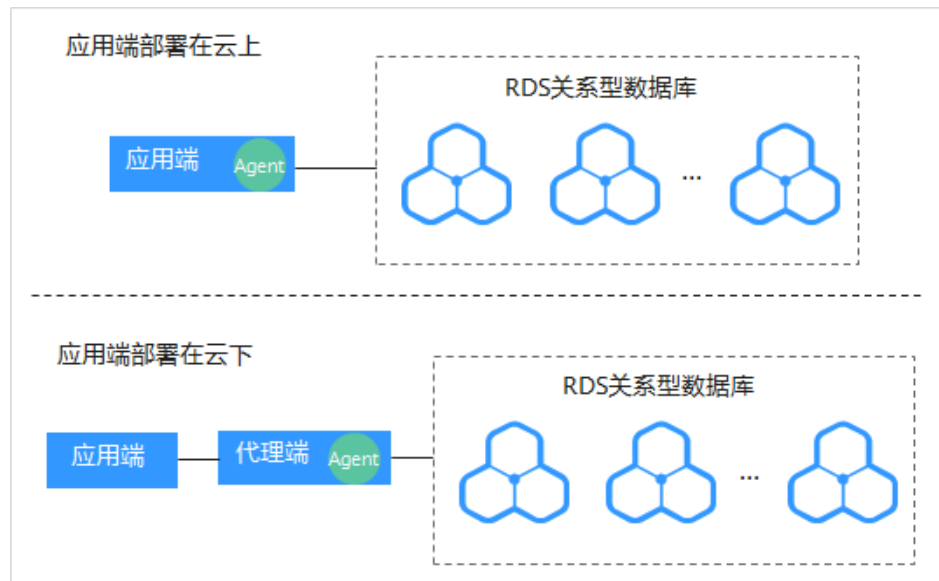 应用端部署在云上
RDS关系型数据库
应用端
Agent
...
应用端部署在云下
RDS关系型数据库
应用端
代理端
Agent
...